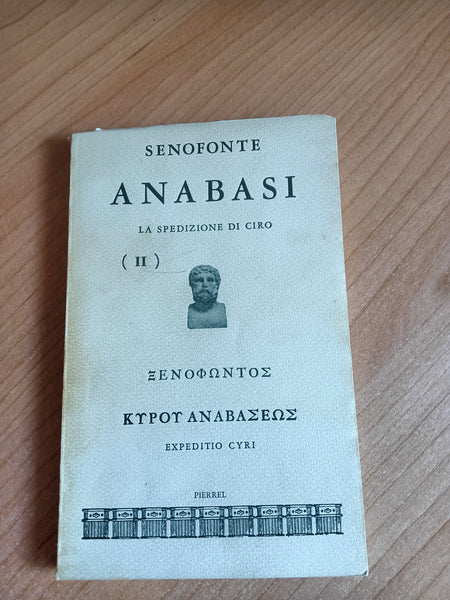 SENOFONTE
ANABASI
LA SPEDIZIONE DI CIRO
( II )
ΞΕΝΟΦΩΝΤΟΣ
ΚΥΡΟΥ ΑΝΑΒΑΣΕΩΣ
EXPEDITIO CYRI
PIERREL